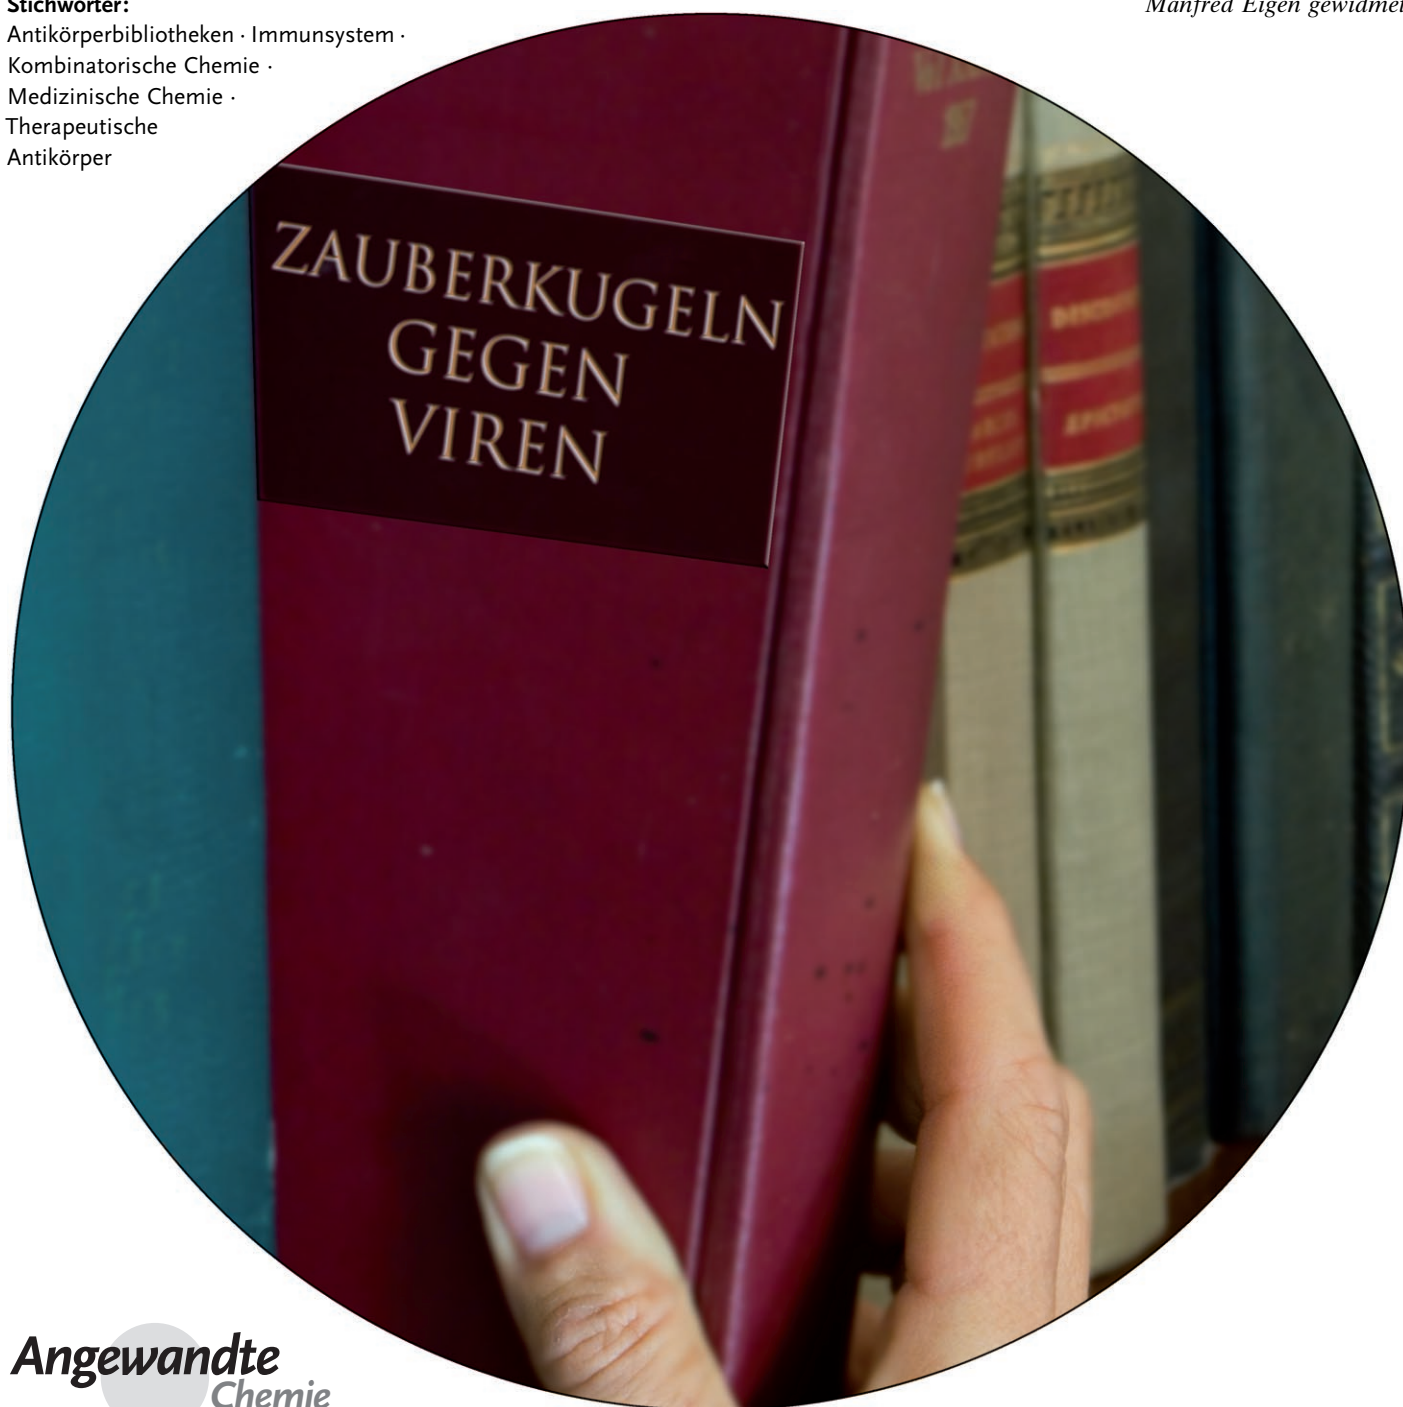 Stichwörter:
Antikörperbibliotheken · Immunsystem ·
Kombinatorische Chemie ·
Medizinische Chemie ·
Therapeutische
Antikörper
Manfred Eigen gewidmet
ZAUBERKUGELN
GEGEN
VIREN
Angewandte
Chemie